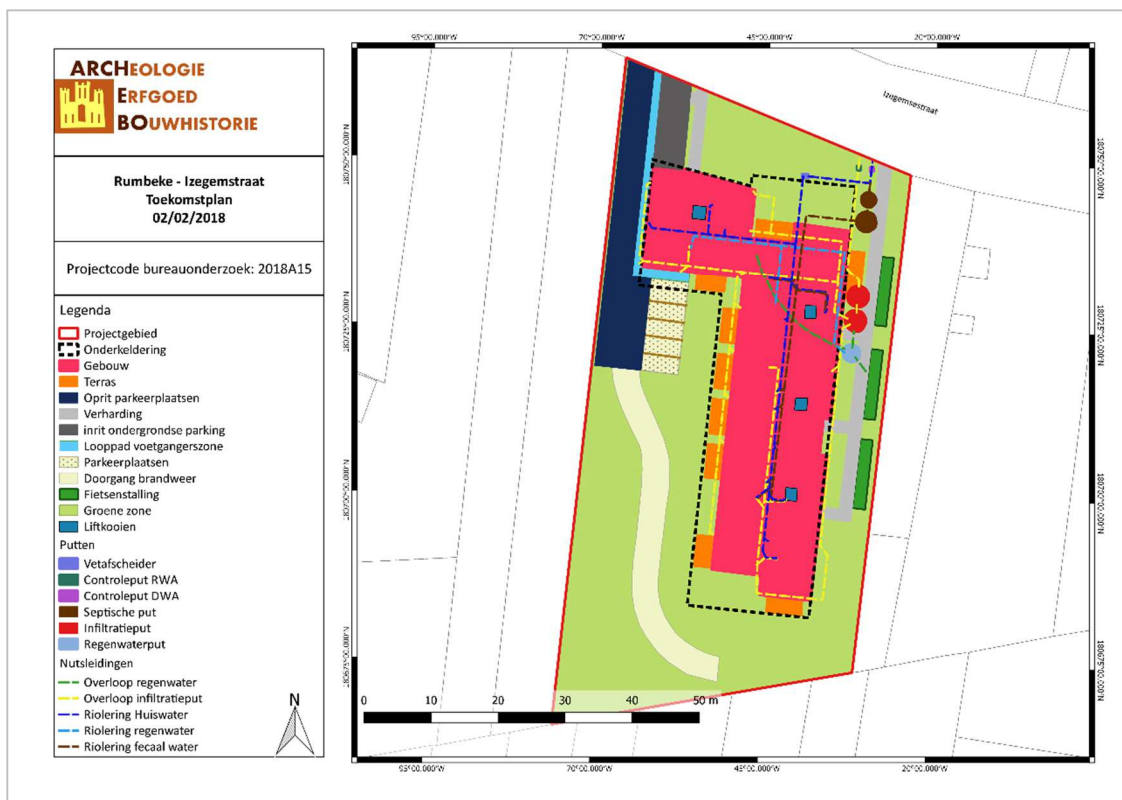 ARCHEOLOGIE
ERFGOED
BOUWHISTORIE
Rumbeke - Izegemstraat
Toekomstplan
02/02/2018
Projectcode bureauonderzoek: 2018A15
Legenda
Projectgebied
Onderkeldering
Gebouw
Terras
Oprit parkeerplaatsen
Verharding
inrit ondergrondse parking
Looppad voetgangerszone
Parkeerplaatsen
Doorgang brandweer
Fietsenstalling
Groene zone
Liftkooien
Putten
Vetafscheider
Controleput RWA
Controleput DWA
Septische put
Infiltratieput
Regenwaterput
Nutsleidingen
Overloop regenwater
Overloop infiltratieput
Riolering Huiswater
Riolering regenwater
Riolering fecaal water
N
Izegemsestraat
0 10 20 30 40 50 m